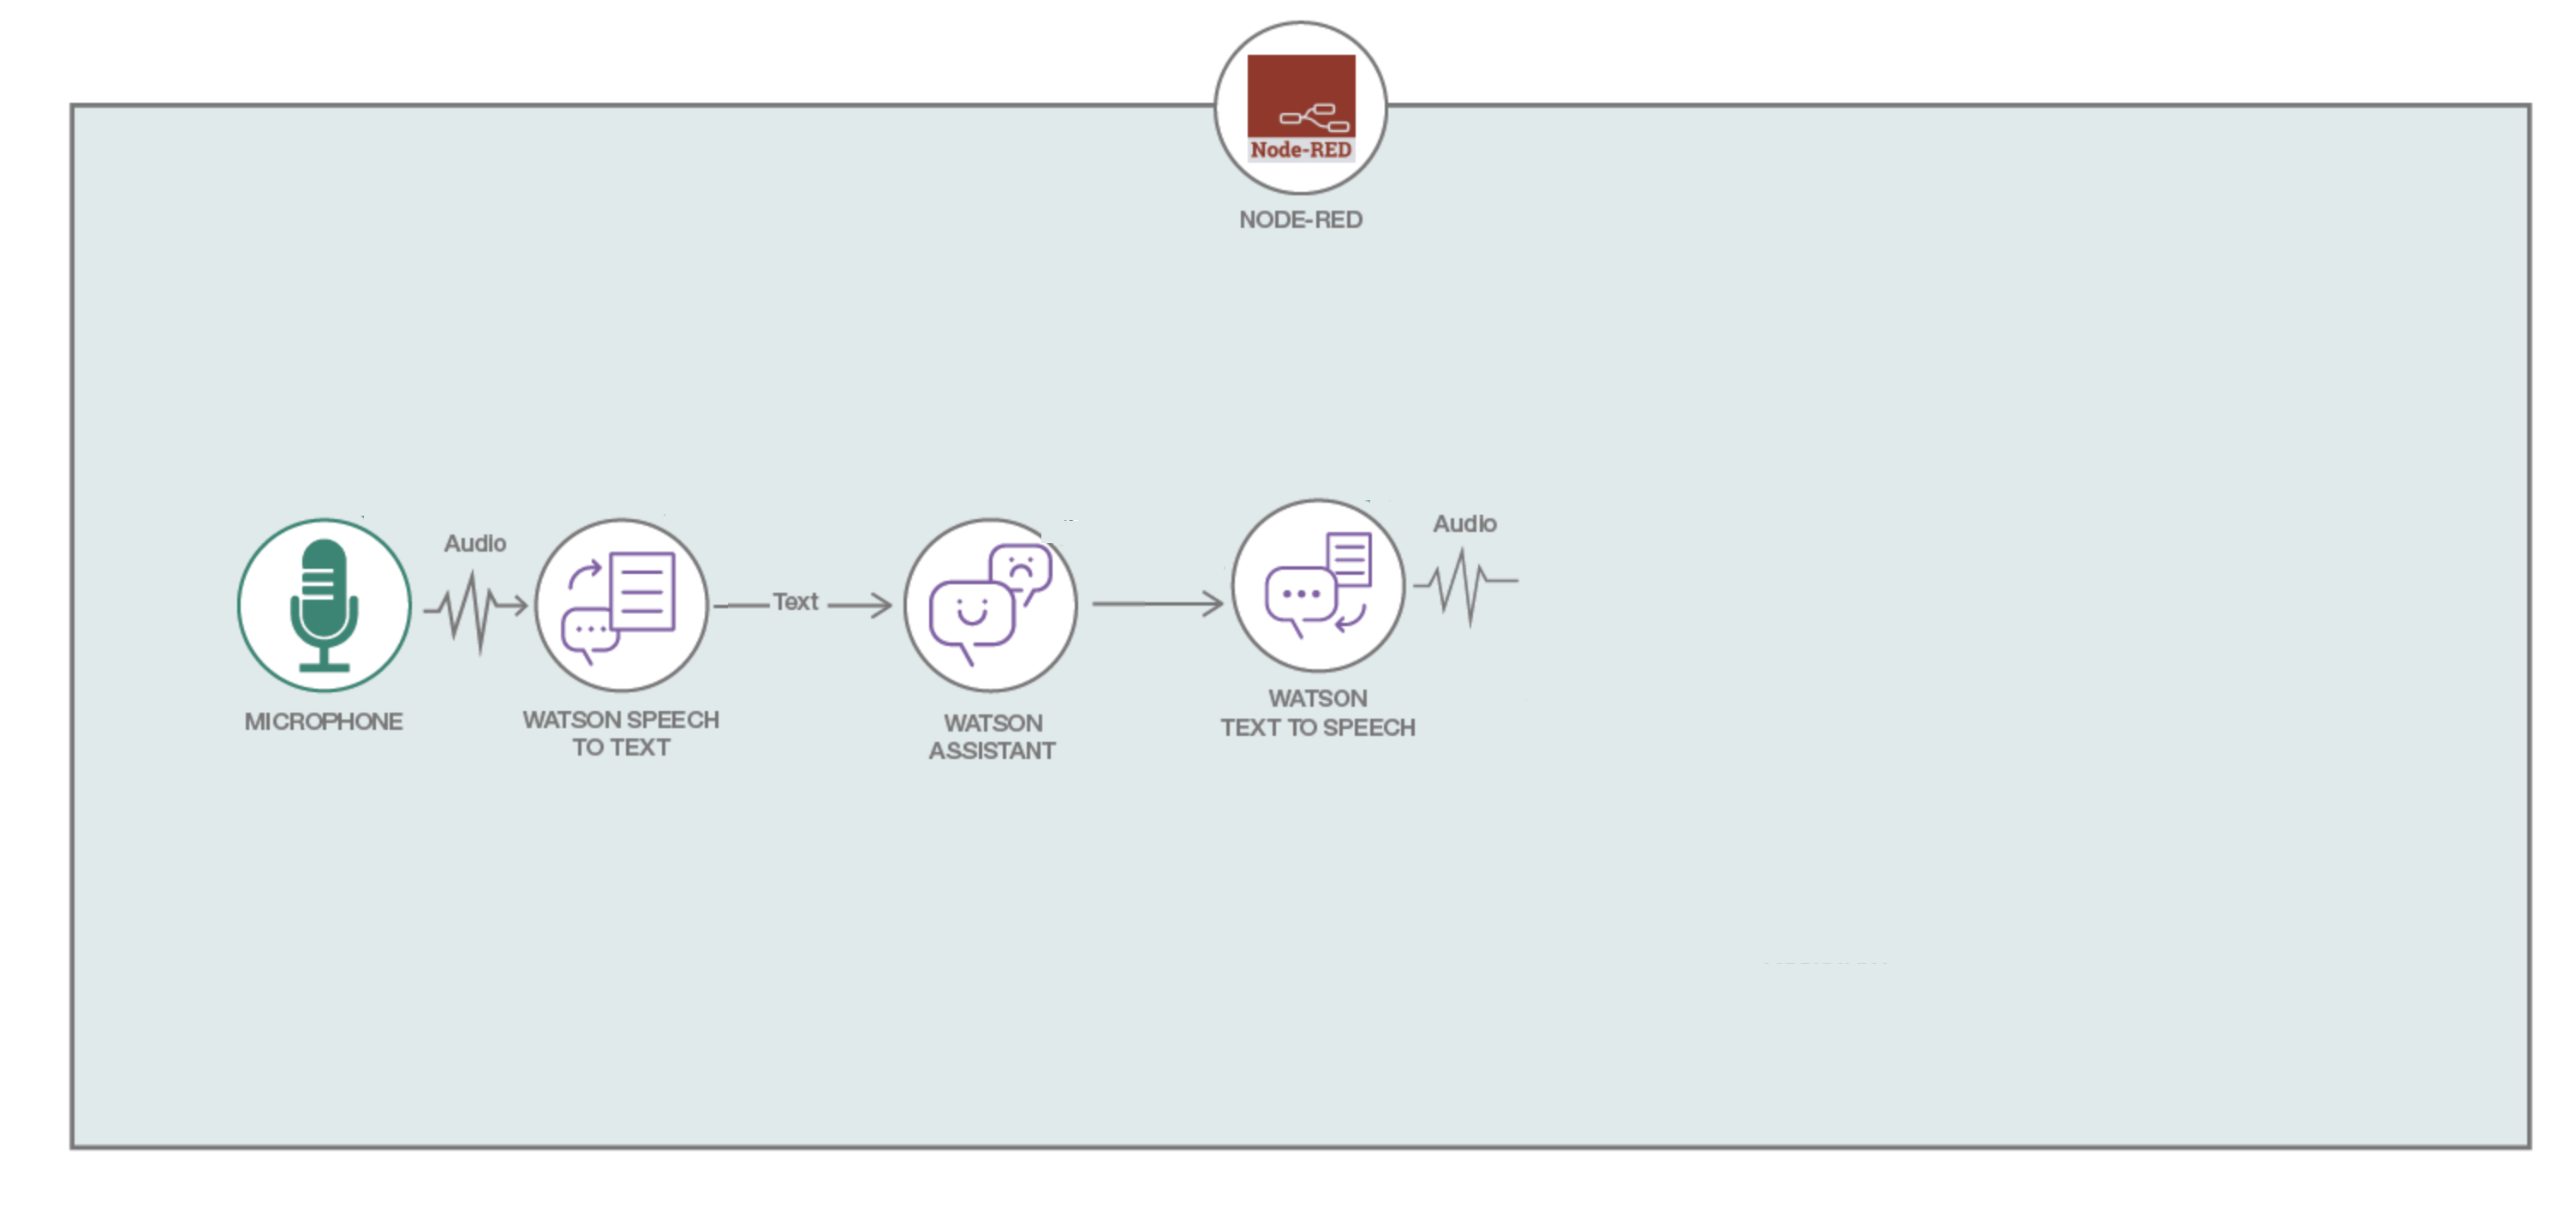 Node-RED
NODE-RED
Audio
Audio
Text
MICROPHONE
WATSON SPEECH
TO TEXT
WATSON
ASSISTANT
WATSON
TEXT TO SPEECH